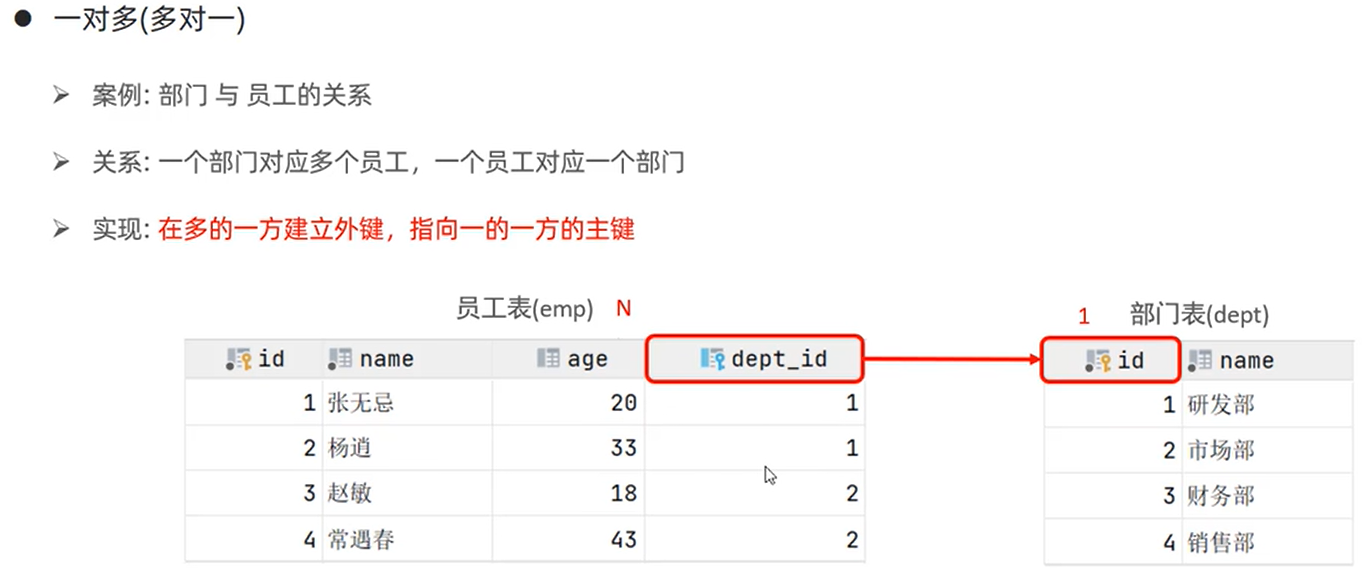 一对多(多对一)
案例: 部门 与 员工的关系
关系: 一个部门对应多个员工，一个员工对应一个部门
实现: 在多的一方建立外键，指向一的一方的主键
员工表(emp) N
1 部门表(dept)
id name age dept_id
id name
1 张无忌 20 1
1 研发部
2 杨逍 33 1
2 市场部
3 赵敏 18 2
3 财务部
4 常遇春 43 2
4 销售部